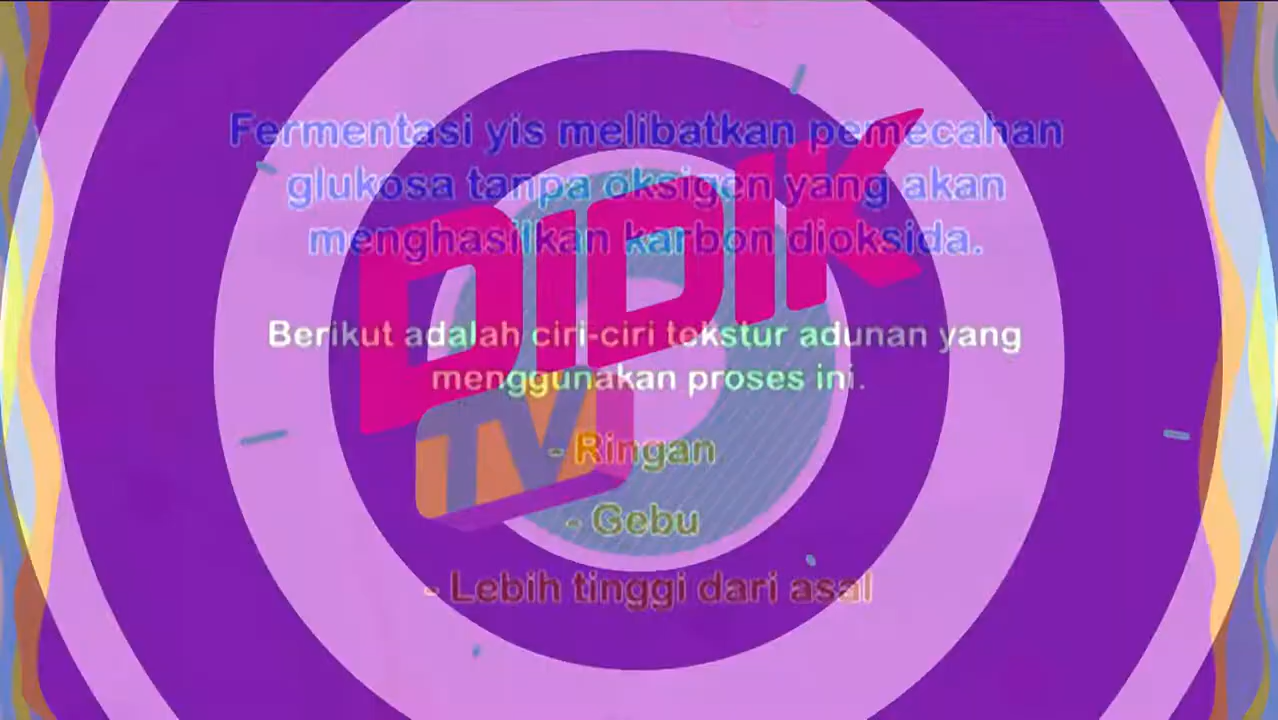 Fermentasi yis melibatkan pemecahan
glukosa tanpa oksigen yang akan
menghasilkan karbon dioksida.
DIDIK
TV
Berikut adalah ciri-ciri tekstur adunan yang
menggunakan proses ini.
- Ringan
- Gebu
- Lebih tinggi dari asal